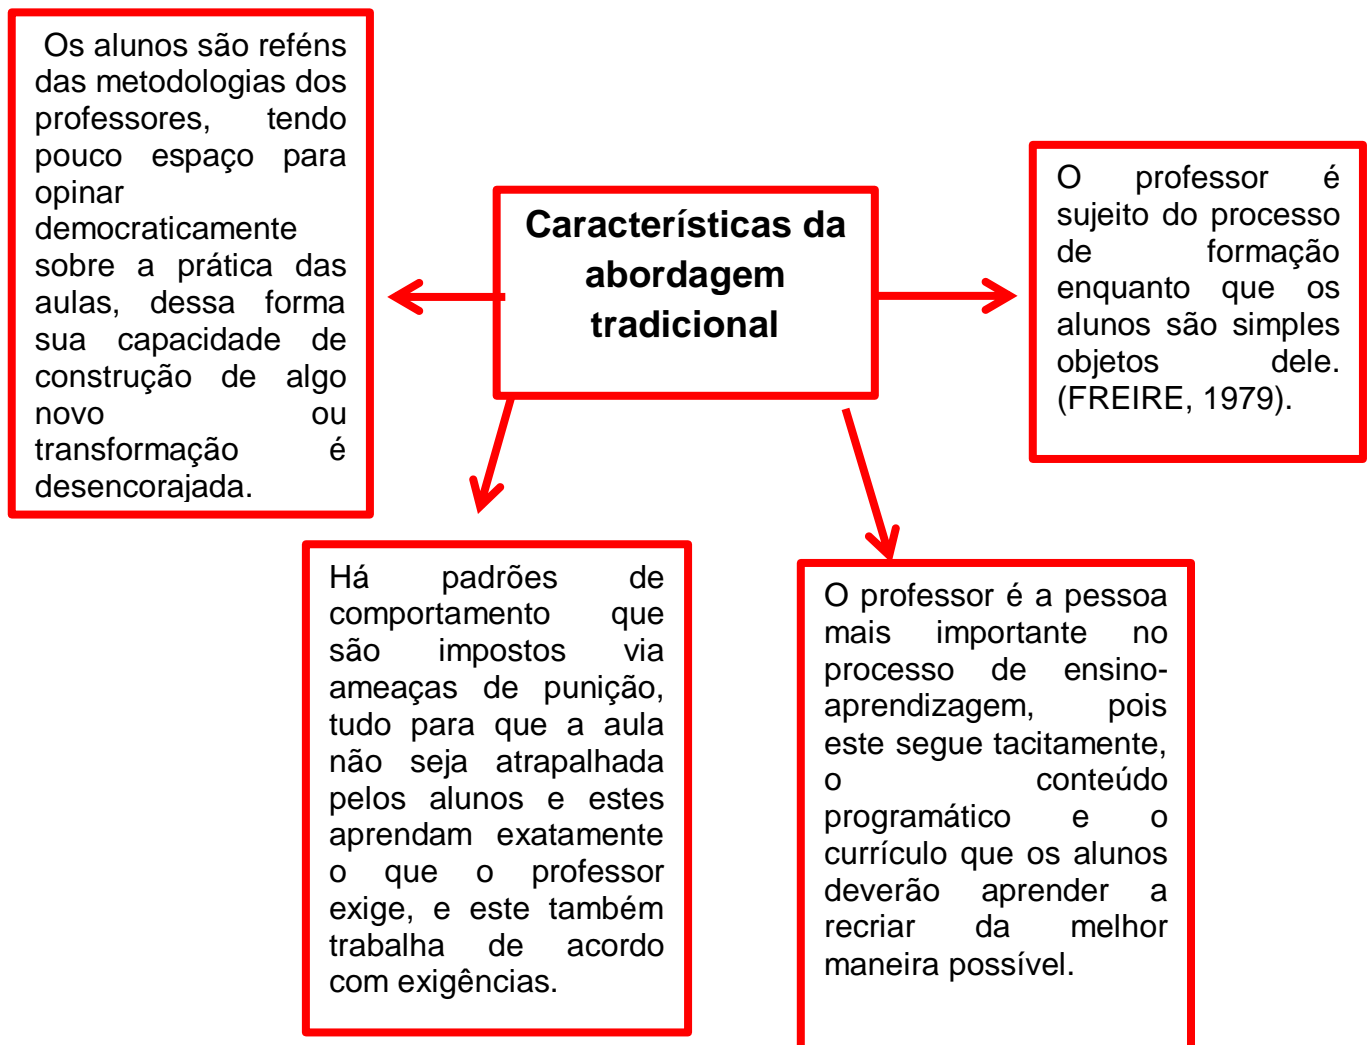 Os alunos são reféns
das metodologias dos
professores, tendo
pouco espaço para
opinar
democraticamente
sobre a prática das
aulas, dessa forma
sua capacidade de
construção de algo
novo ou
transformação é
desencorajada.
Características da
abordagem
tradicional
O professor é
sujeito do processo
de formação
enquanto que os
alunos são simples
objetos dele.
(FREIRE, 1979).
Há padrões de
comportamento que
são impostos via
ameaças de punição,
tudo para que a aula
não seja atrapalhada
pelos alunos e estes
aprendam exatamente
o que o professor
exige, e este também
trabalha de acordo
com exigências.
O professor é a pessoa
mais importante no
processo de ensino-
aprendizagem, pois
este segue tacitamente,
o conteúdo
programático e o
currículo que os alunos
deverão aprender a
recriar da melhor
maneira possível.